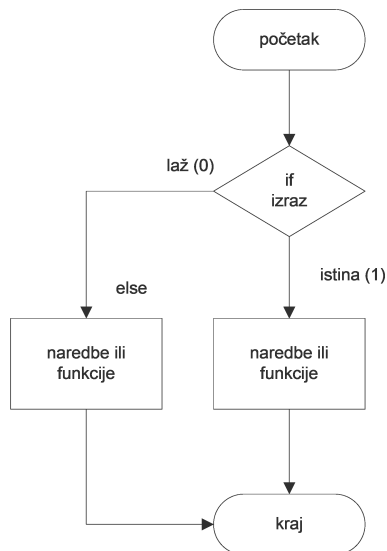 početak
laž (0)
if
izraz
istina (1)
else
naredbe ili
funkcije
naredbe ili
funkcije
kraj